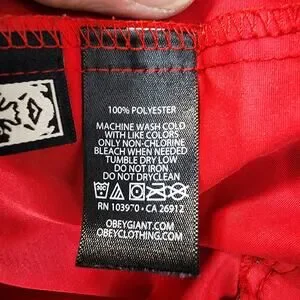 100% POLYESTER
MACHINE WASH COLD
WITH LIKE COLORS
ONLY NON-CHLORINE
BLEACH WHEN NEEDED
TUMBLE DRY LOW
DO NOT IRON
DO NOT DRYCLEAN
RN 103970 • CA 26912
OBEYGIANT.COM
OBEYCLOTHING.COM